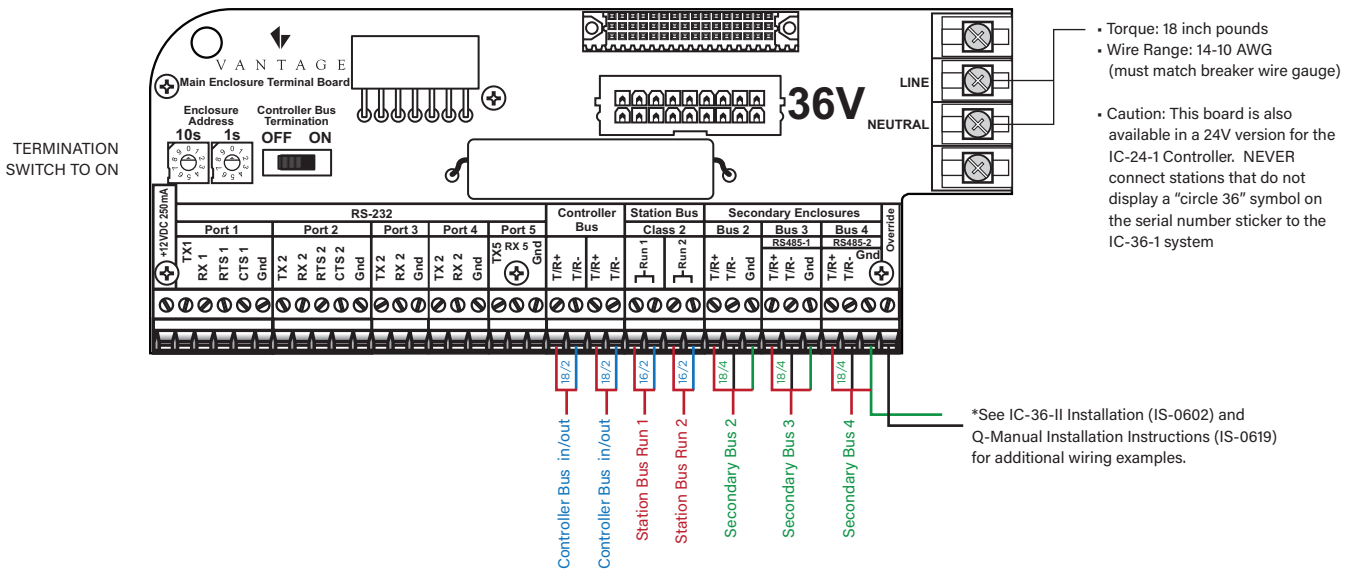 VANTAGE
Main Enclosure Terminal Board
Enclosure
Address
10s 1s
Controller Bus
Termination
OFF ON
TERMINATION
SWITCH TO ON
36V
LINE
NEUTRAL
• Torque: 18 inch pounds
• Wire Range: 14-10 AWG
(must match breaker wire gauge)
• Caution: This board is also
available in a 24V version for the
IC-24-1 Controller. NEVER
connect stations that do not
display a “circle 36” symbol on
the serial number sticker to the
IC-36-1 system
+12VDC 250mA
RS-232
Port 1
TX1
RX 1
RTS 1
CTS 1
Gnd
Port 2
TX 2
RX 2
RTS 2
CTS 2
Gnd
Port 3
TX 2
RX 2
Gnd
Port 4
TX 2
RX 2
Gnd
Port 5
TX5
RX 5
Gnd
Controller
Bus
T/R+
T/R-
T/R+
T/R-
Station Bus
Class 2
Run 1
Run 2
Secondary Enclosures
Bus 2
T/R+
T/R-
Gnd
Bus 3
RS485-1
T/R+
T/R-
Gnd
Bus 4
RS485-2
T/R+
T/R-
Gnd
Override
18/2
18/2
16/2
16/2
18/4
18/4
18/4
Controller Bus in/out
Controller Bus in/out
Station Bus Run 1
Station Bus Run 2
Secondary Bus 2
Secondary Bus 3
Secondary Bus 4
*See IC-36-II Installation (IS-0602) and
Q-Manual Installation Instructions (IS-0619)
for additional wiring examples.